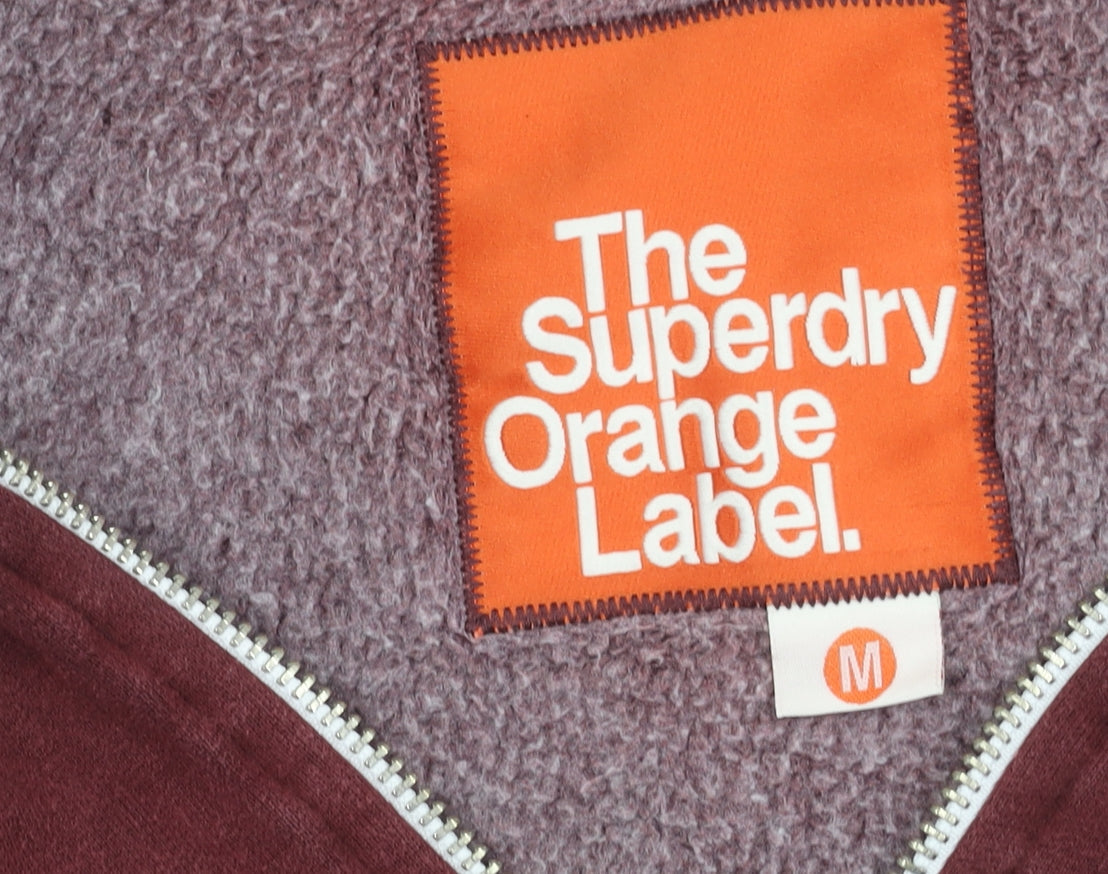 The
Superdry
Orange
Label.
M